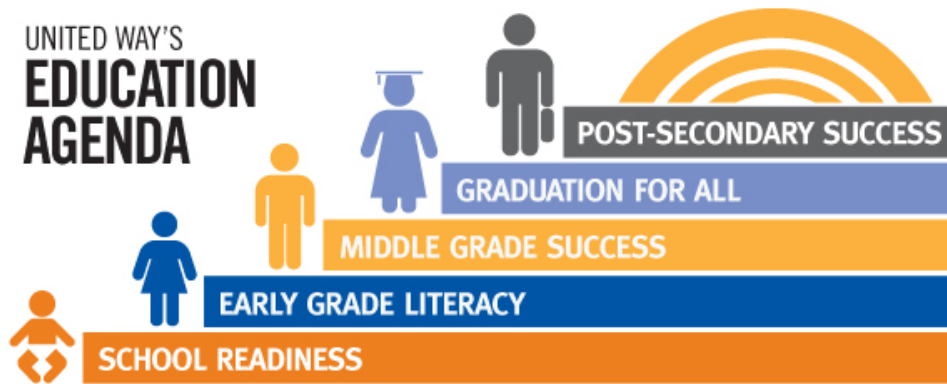 UNITED WAY'S
EDUCATION
AGENDA
POST-SECONDARY SUCCESS
GRADUATION FOR ALL
MIDDLE GRADE SUCCESS
EARLY GRADE LITERACY
SCHOOL READINESS